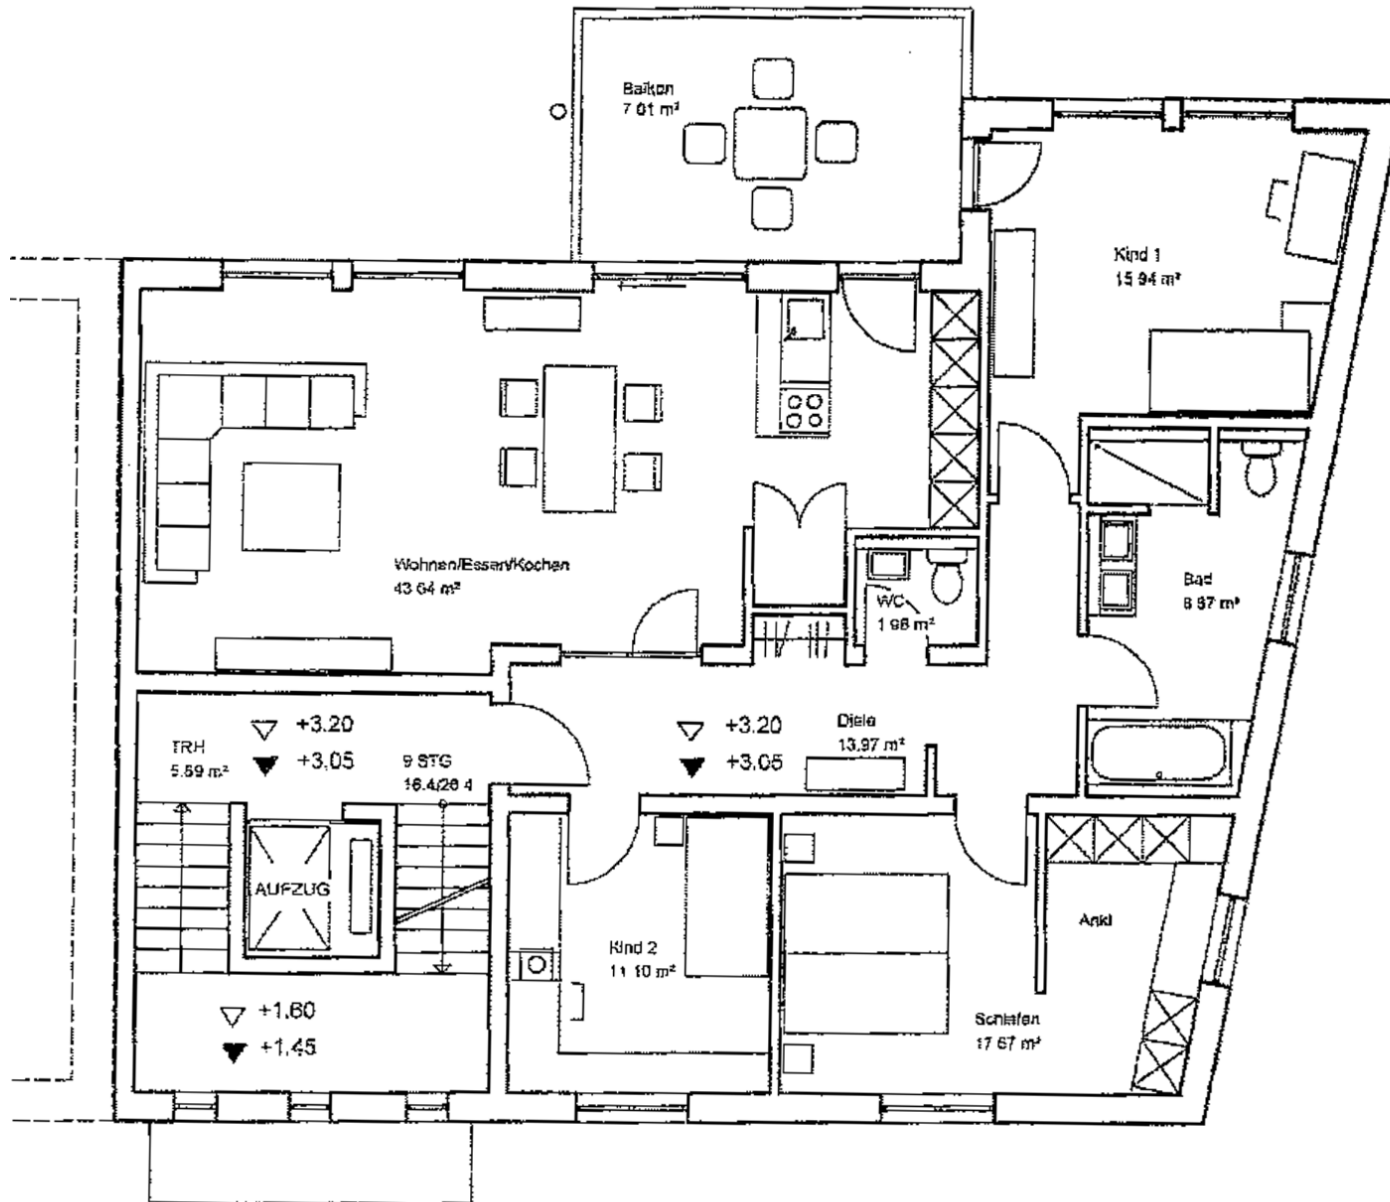 Balkon
7.01 m²
Kind 1
15.94 m²
Wohnen/Essen/Kochen
43.64 m²
WC
1.98 m²
Bad
8.87 m²
+3.20
+3.05
TRH
5.59 m²
9 STG
16.4/26.4
+3.20
+3.05
Diele
13.97 m²
AUFZUG
Kind 2
11.10 m²
Ankl
Schlafen
17.67 m²
+1.60
+1.45